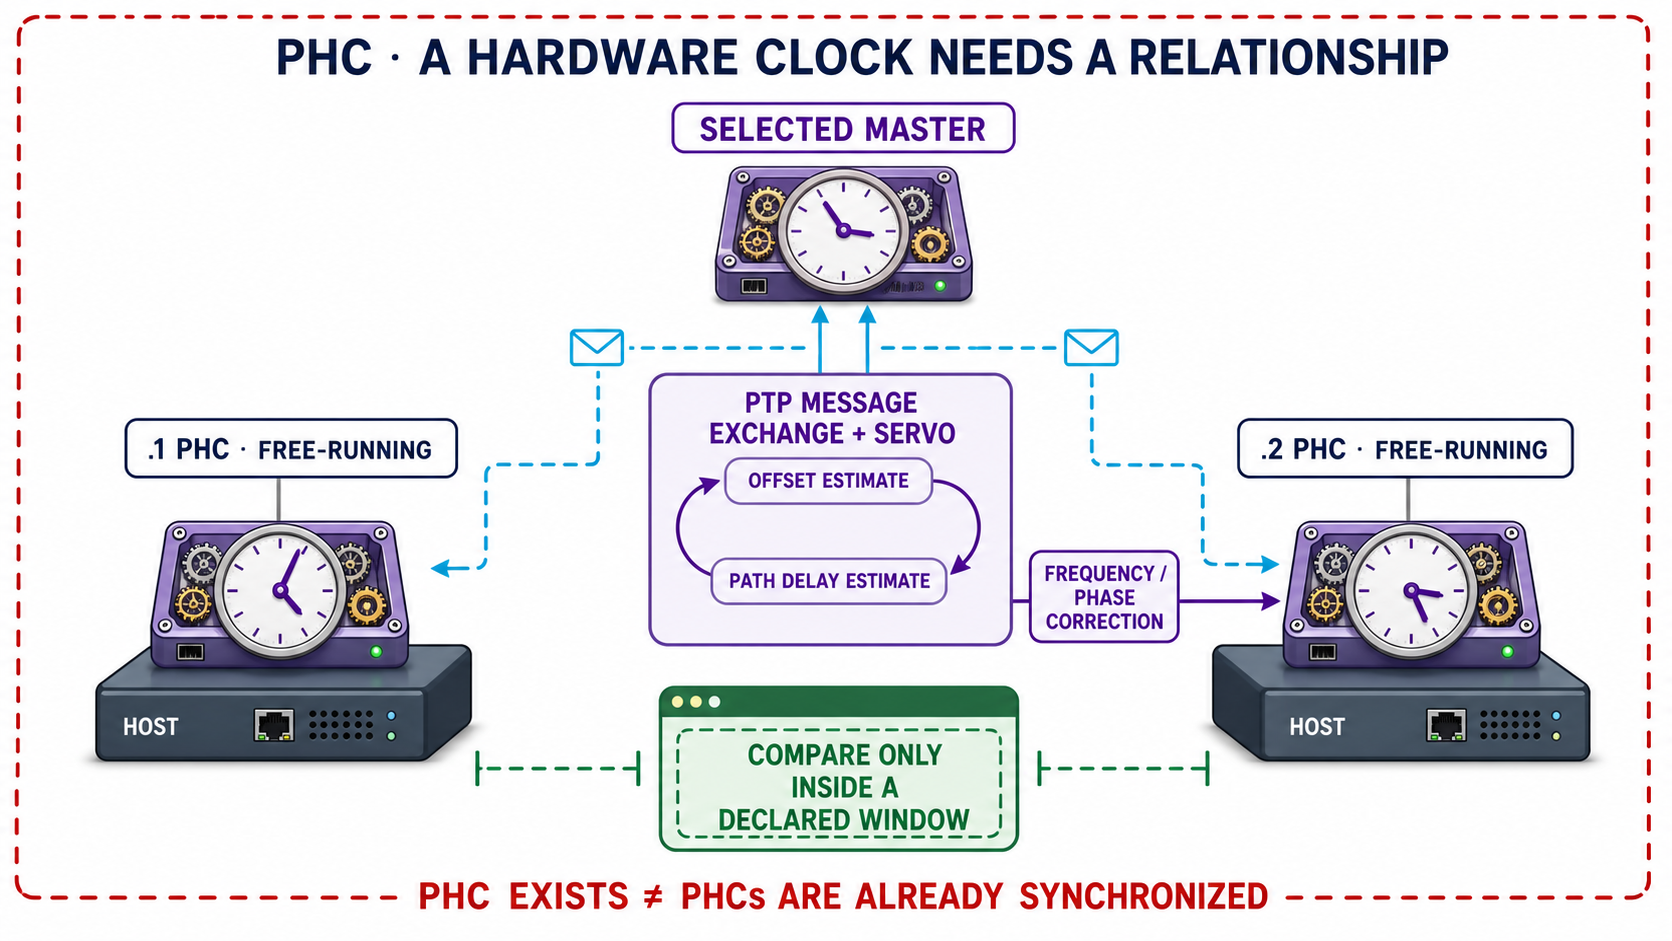 PHC · A HARDWARE CLOCK NEEDS A RELATIONSHIP
SELECTED MASTER
.1 PHC · FREE-RUNNING
PTP MESSAGE
EXCHANGE + SERVO
OFFSET ESTIMATE
PATH DELAY ESTIMATE
FREQUENCY /
PHASE
CORRECTION
.2 PHC · FREE-RUNNING
HOST
HOST
COMPARE ONLY
INSIDE A
DECLARED WINDOW
PHC EXISTS ≠ PHCs ARE ALREADY SYNCHRONIZED